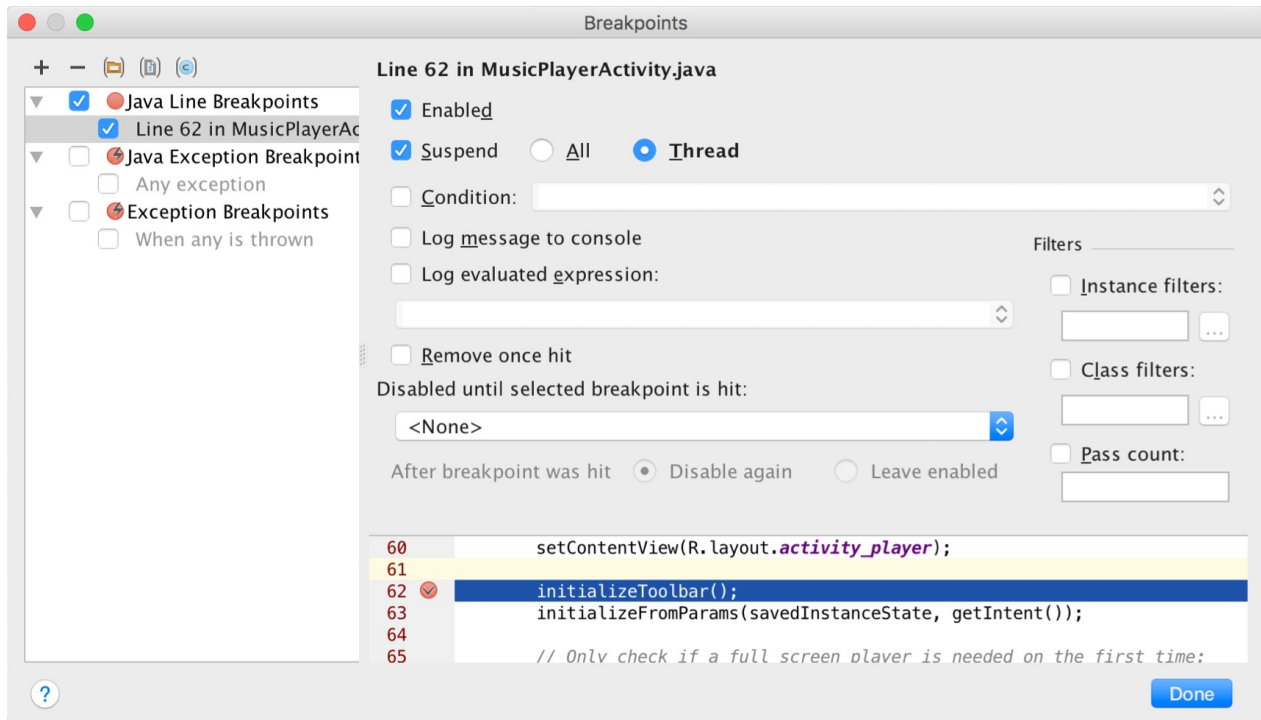 Breakpoints
Java Line Breakpoints
Line 62 in MusicPlayerAc
Java Exception Breakpoint
Any exception
Exception Breakpoints
When any is thrown
Line 62 in MusicPlayerActivity.java
Enabled
Suspend All Thread
Condition:
Log message to console
Log evaluated expression:
Remove once hit
Disabled until selected breakpoint is hit:
<None>
After breakpoint was hit Disable again Leave enabled
Filters
Instance filters:
...
Class filters:
...
Pass count:
60 setContentView(R.layout.activity_player);
61
62 initializeToolbar();
63 initializeFromParams(savedInstanceState, getIntent());
64
65 // Only check if a full screen player is needed on the first time:
?
Done